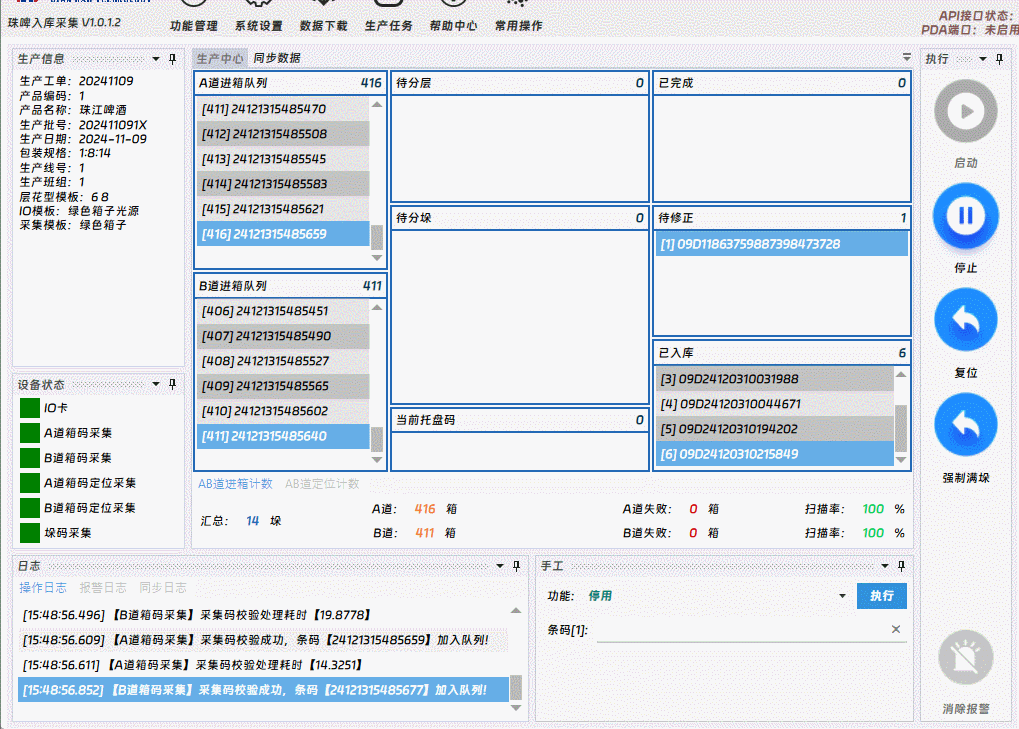 珠啤入库采集 V1.0.1.2
功能管理 系统设置 数据下载 生产任务 帮助中心 常用操作
API接口状态:
PDA端口: 未启用
生产信息
生产工单: 20241109
产品编码: 1
产品名称: 珠江啤酒
生产批号: 202411091X
生产日期: 2024-11-09
包装规格: 1:8:14
生产线号: 1
生产班组: 1
层花型模板: 6 8
IO模板: 绿色箱子光源
采集模板: 绿色箱子
设备状态
IO卡
A道箱码采集
B道箱码采集
A道箱码定位采集
B道箱码定位采集
垛码采集
生产中心 同步数据
A道进箱队列 416
[411] 24121315485470
[412] 24121315485508
[413] 24121315485545
[414] 24121315485583
[415] 24121315485621
[416] 24121315485659
B道进箱队列 411
[406] 24121315485451
[407] 24121315485490
[408] 24121315485527
[409] 24121315485565
[410] 24121315485602
[411] 24121315485640
待分层 0
待分垛 0
当前托盘码 0
已完成 0
待修正 1
[1] 09D11863759887398473728
已入库 6
[3] 09D24120310031988
[4] 09D24120310044671
[5] 09D24120310194202
[6] 09D24120310215849
AB道进箱计数 AB道定位计数
汇总: 14 垛
A道: 416 箱 A道失败: 0 箱 扫描率: 100 %
B道: 411 箱 B道失败: 0 箱 扫描率: 100 %
执行
启动
停止
复位
强制满垛
消除报警
日志
操作日志 报警日志 同步日志
[15:48:56.496] 【B道箱码采集】采集码校验处理耗时【19.8778】
[15:48:56.609] 【A道箱码采集】采集码校验成功, 条码【24121315485659】加入队列!
[15:48:56.611] 【A道箱码采集】采集码校验处理耗时【14.3251】
[15:48:56.852] 【B道箱码采集】采集码校验成功, 条码【24121315485677】加入队列!
手工
功能: 停用 执行
条码[1]: